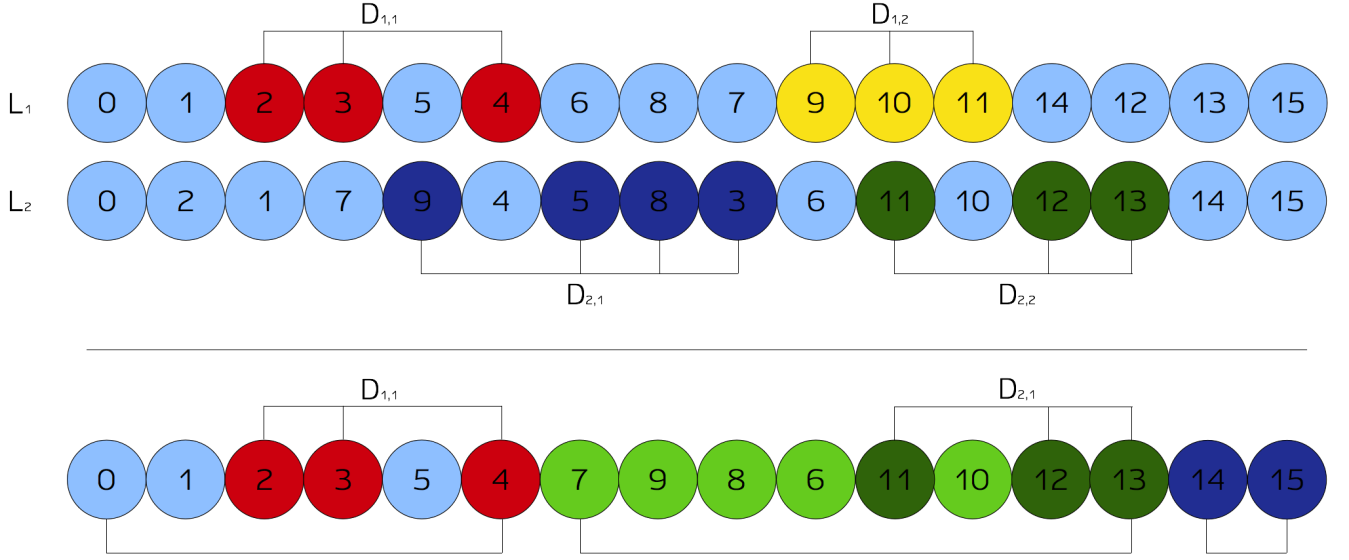 D1,1 D1,2
L1 0 1 2 3 5 4 6 8 7 9 10 11 14 12 13 15
L2 0 2 1 7 9 4 5 8 3 6 11 10 12 13 14 15
D2,1 D2,2
D1,1 D2,1
0 1 2 3 5 4 7 9 8 6 11 10 12 13 14 15